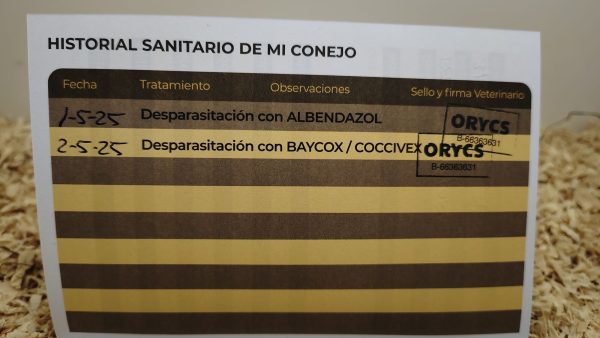 HISTORIAL SANITARIO DE MI CONEJO
Fecha Tratamiento Observaciones Sello y firma Veterinario
1-5-25 Desparasitación con ALBENDAZOL ORYCS
B-66363631
2-5-25 Desparasitación con BAYCOX / COCCIVEX ORYCS
B-66363631